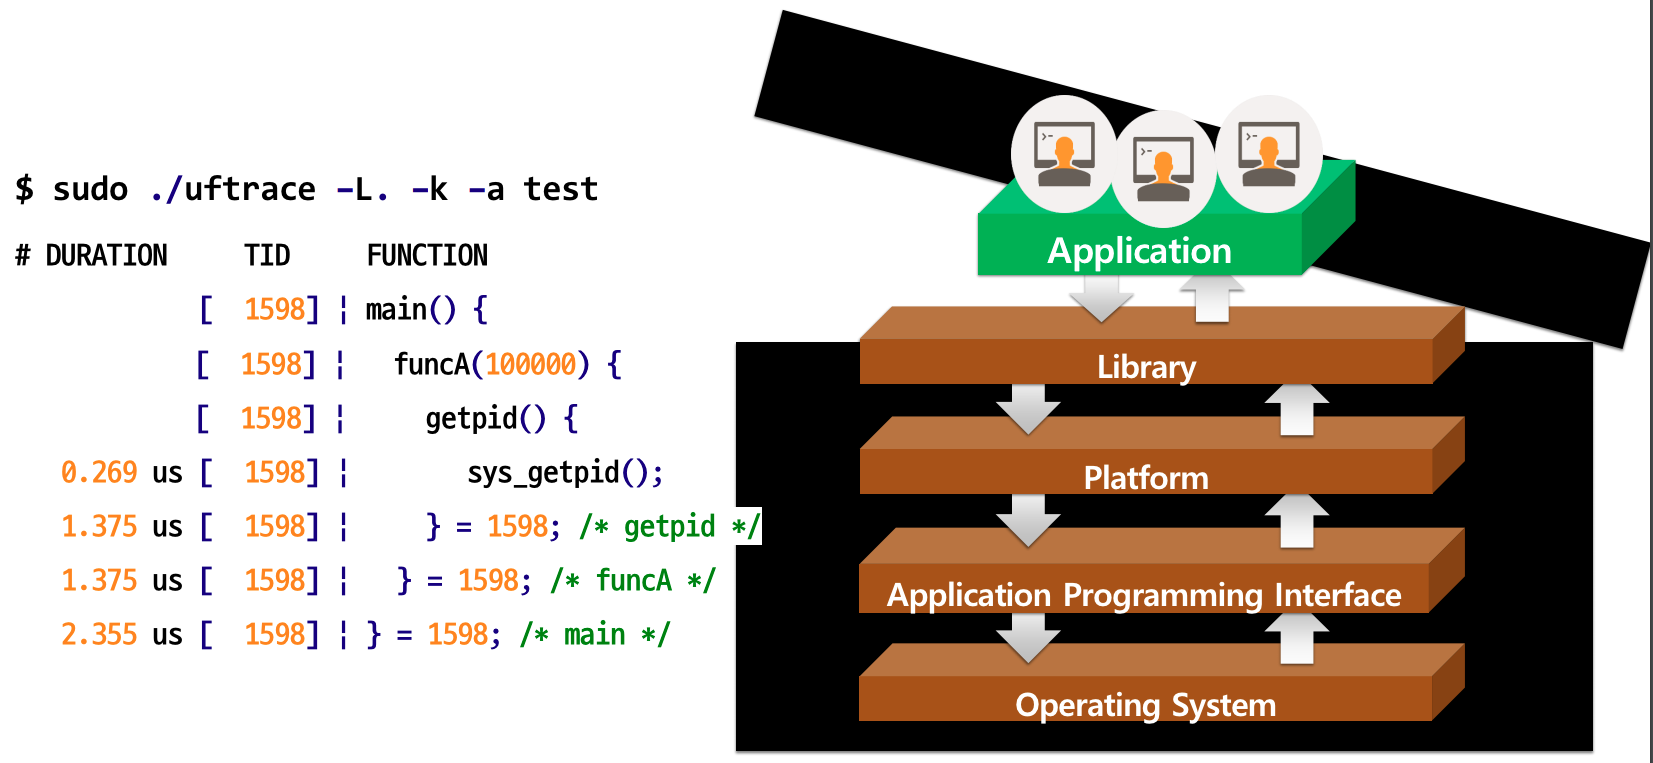 $ sudo ./uftrace -L. -k -a test
# DURATION TID FUNCTION
[ 1598] ¦ main() {
[ 1598] ¦ funcA(100000) {
[ 1598] ¦ getpid() {
0.269 us [ 1598] ¦ sys_getpid();
1.375 us [ 1598] ¦ } = 1598; /* getpid */
1.375 us [ 1598] ¦ } = 1598; /* funcA */
2.355 us [ 1598] ¦ } = 1598; /* main */
>-
>-
>-
Application
Library
Platform
Application Programming Interface
Operating System